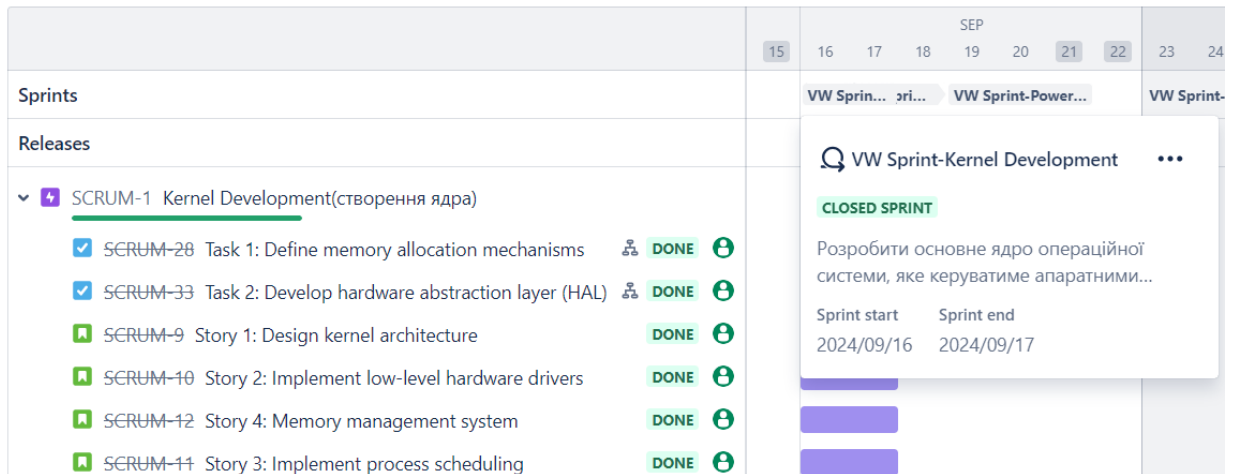 SEP
15 16 17 18 19 20 21 22 23 24
Sprints
VW Sprin... ori... VW Sprint-Power... VW Sprint-
Releases
VW Sprint-Kernel Development •••
CLOSED SPRINT
Розробити основне ядро операційної
системи, яке керуватиме апаратними...
Sprint start Sprint end
2024/09/16 2024/09/17
SCRUM-1 Kernel Development(створення ядра)
SCRUM-28 Task 1: Define memory allocation mechanisms DONE
SCRUM-33 Task 2: Develop hardware abstraction layer (HAL) DONE
SCRUM-9 Story 1: Design kernel architecture DONE
SCRUM-10 Story 2: Implement low-level hardware drivers DONE
SCRUM-12 Story 4: Memory management system DONE
SCRUM-11 Story 3: Implement process scheduling DONE